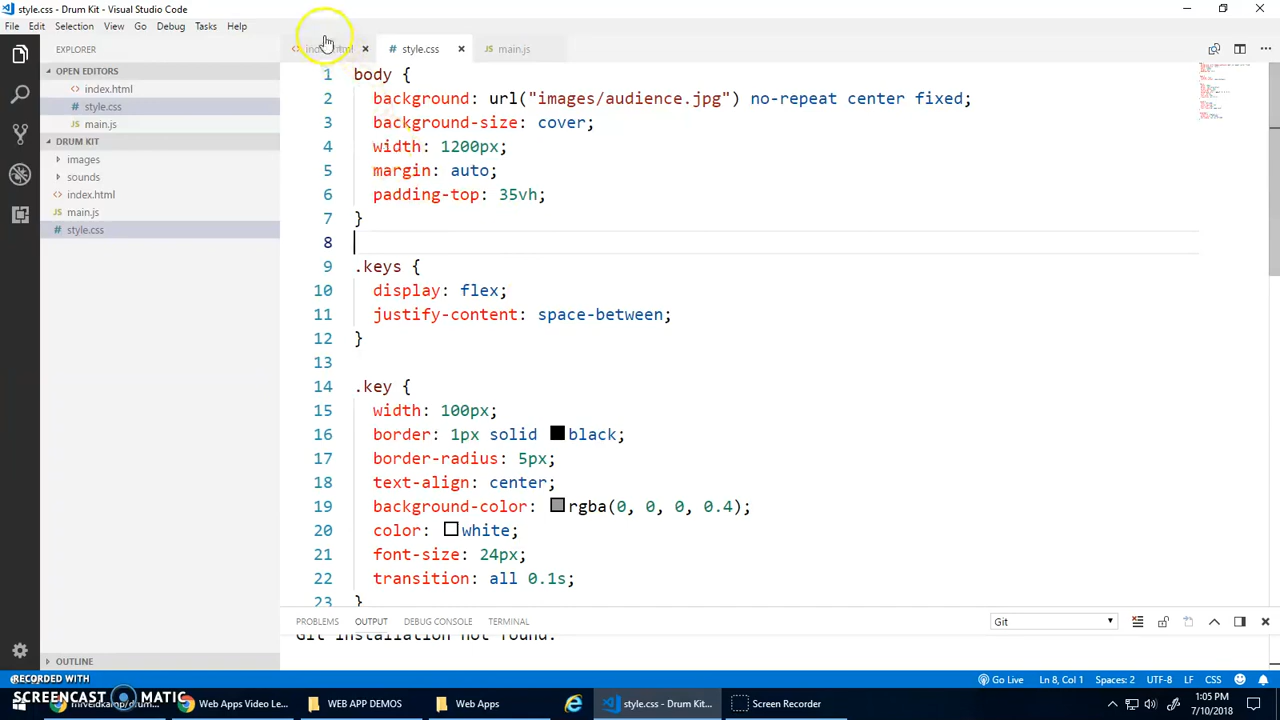 style.css - Drum Kit - Visual Studio Code
File Edit Selection View Go Debug Tasks Help
EXPLORER
OPEN EDITORS
index.html
style.css
main.js
DRUM KIT
images
sounds
index.html
main.js
style.css
OUTLINE
index.html style.css main.js
1 body {
2 background: url("images/audience.jpg") no-repeat center fixed;
3 background-size: cover;
4 width: 1200px;
5 margin: auto;
6 padding-top: 35vh;
7 }
8
9 .keys {
10 display: flex;
11 justify-content: space-between;
12 }
13
14 .key {
15 width: 100px;
16 border: 1px solid black;
17 border-radius: 5px;
18 text-align: center;
19 background-color: rgba(0, 0, 0, 0.4);
20 color: white;
21 font-size: 24px;
22 transition: all 0.1s;
23 }
PROBLEMS OUTPUT DEBUG CONSOLE TERMINAL Git
Git installation not found.
Go Live Ln 8, Col 1 Spaces: 2 UTF-8 LF CSS
RECORDED WITH
SCREENCAST MATIC
mrveldkamp/drum... Web Apps Video Le... WEB APP DEMOS Web Apps style.css - Drum Kit... Screen Recorder
1:05 PM
7/10/2018